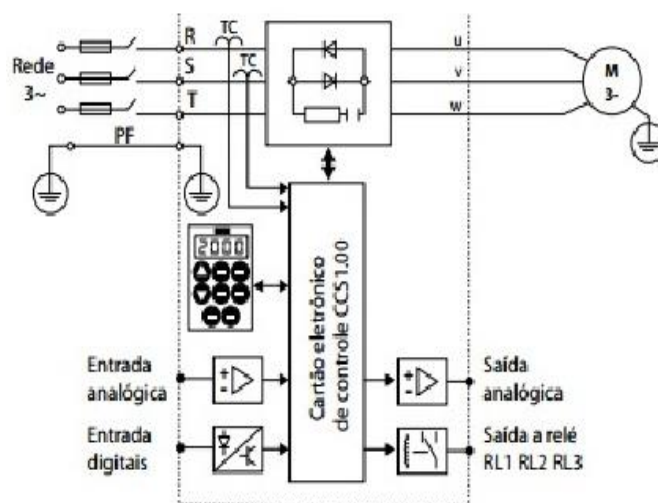 R
TC
S
TC
T
Rede
3~
PF
u
v
w
M
3~
2000
Cartão eletrônico
de controle CCS1.00
Entrada
analógica
Saída
analógica
Entrada
digitais
Saída a relé
RL1 RL2 RL3